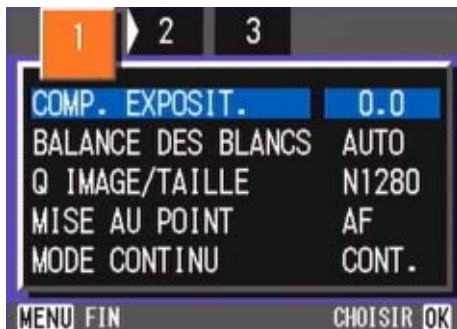 1 2 3
COMP. EXPOSIT. 0.0
BALANCE DES BLANCS AUTO
Q IMAGE/TAILLE N1280
MISE AU POINT AF
MODE CONTINU CONT.
MENU FIN CHOISIR OK